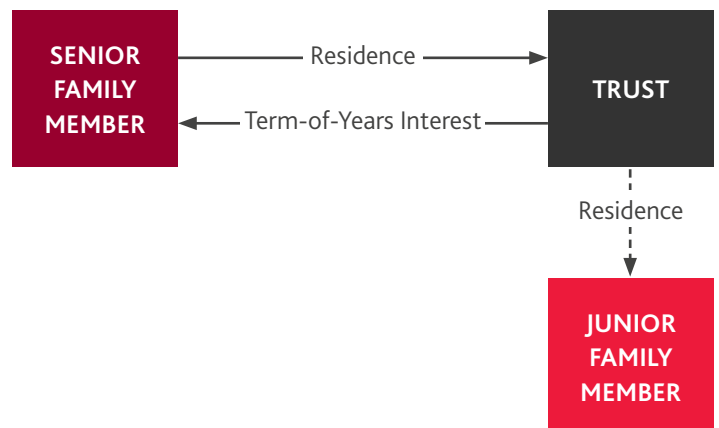 SENIOR
FAMILY
MEMBER
Residence
TRUST
Term-of-Years Interest
Residence
JUNIOR
FAMILY
MEMBER